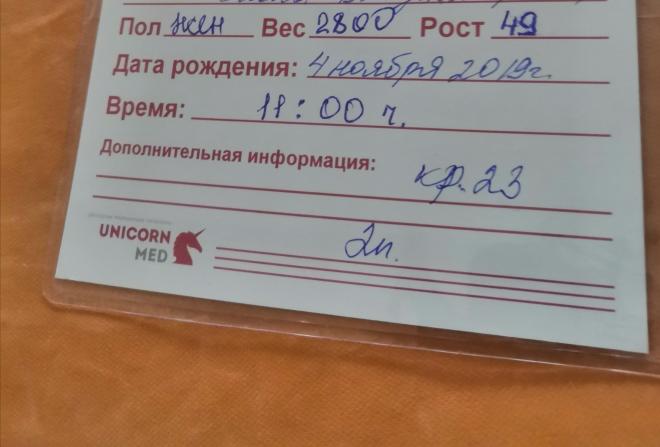 Пол жен Вес 2800 Рост 49
Дата рождения: 4 ноября 2019г.
Время: 11:00 ч.
Дополнительная информация:
кр. 23
UNICORN
MED
2п.